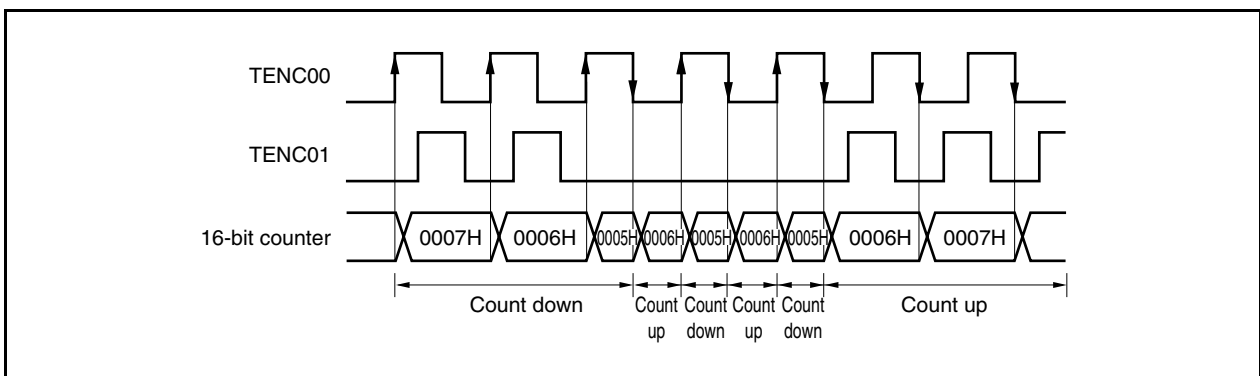 TENC00
TENC01
16-bit counter
0007H
0006H
0005H
0006H
0005H
0006H
0005H
0006H
0007H
Count down
Count up
Count down
Count up
Count down
Count up